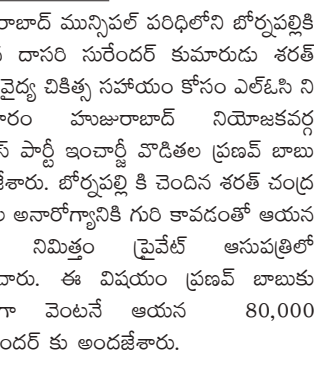 రాబాద్ మున్సిపల్ పరిధిలోని బోర్నపల్లికి
దాసరి సురేందర్ కుమారుడు శరత్
వైద్య చికిత్స సహాయం కోసం ఎల్ఓసి ని
రం హుజురాబాద్ నియోజకవర్గ
స్ పార్టీ ఇంచార్జీ వొడితల ప్రణవ్ బాబు
జేశారు. బోర్నపల్లి కి చెందిన శరత్ చంద్ర
ల అనారోగ్యానికి గురి కావడంతో ఆయన
నిమిత్తం ప్రైవేట్ ఆసుపత్రిలో
చారు. ఈ విషయం ప్రణవ్ బాబుకు
గా వెంటనే ఆయన 80,000
ందర్ కు అందజేశారు.